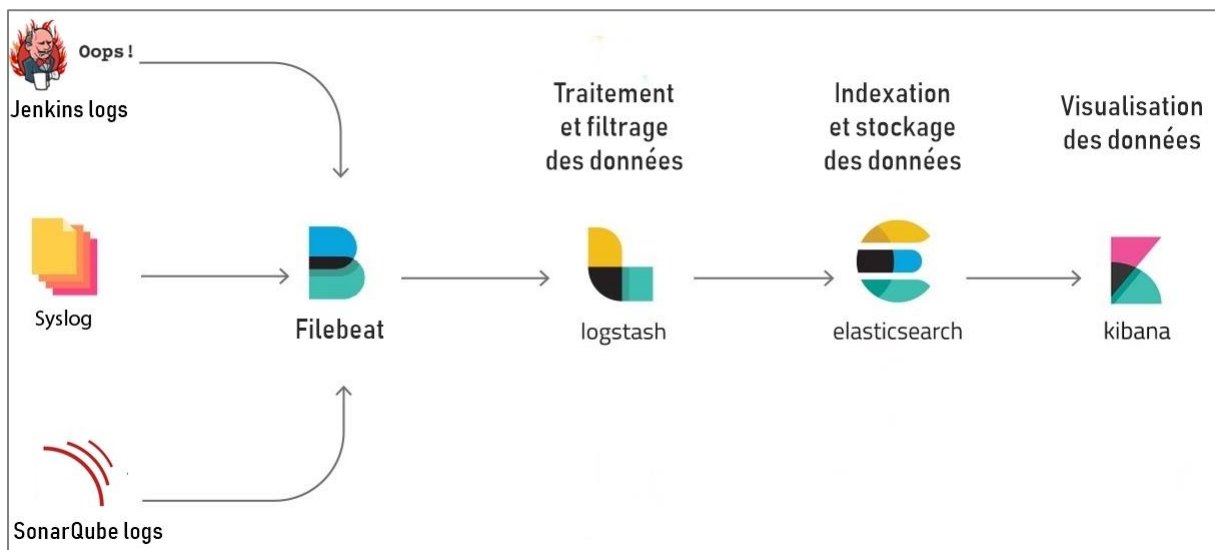 Oops!
Jenkins logs
Traitement
et filtrage
des données
Indexation
et stockage
des données
Visualisation
des données
Syslog
Filebeat
logstash
elasticsearch
kibana
SonarQube logs